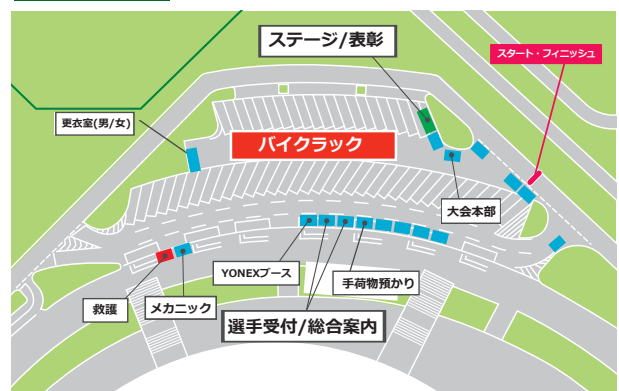 ステージ/表彰
スタート・フィニッシュ
更衣室(男/女)
バイクラック
大会本部
YONEXブース
手荷物預かり
救護
メカニック
選手受付/総合案内